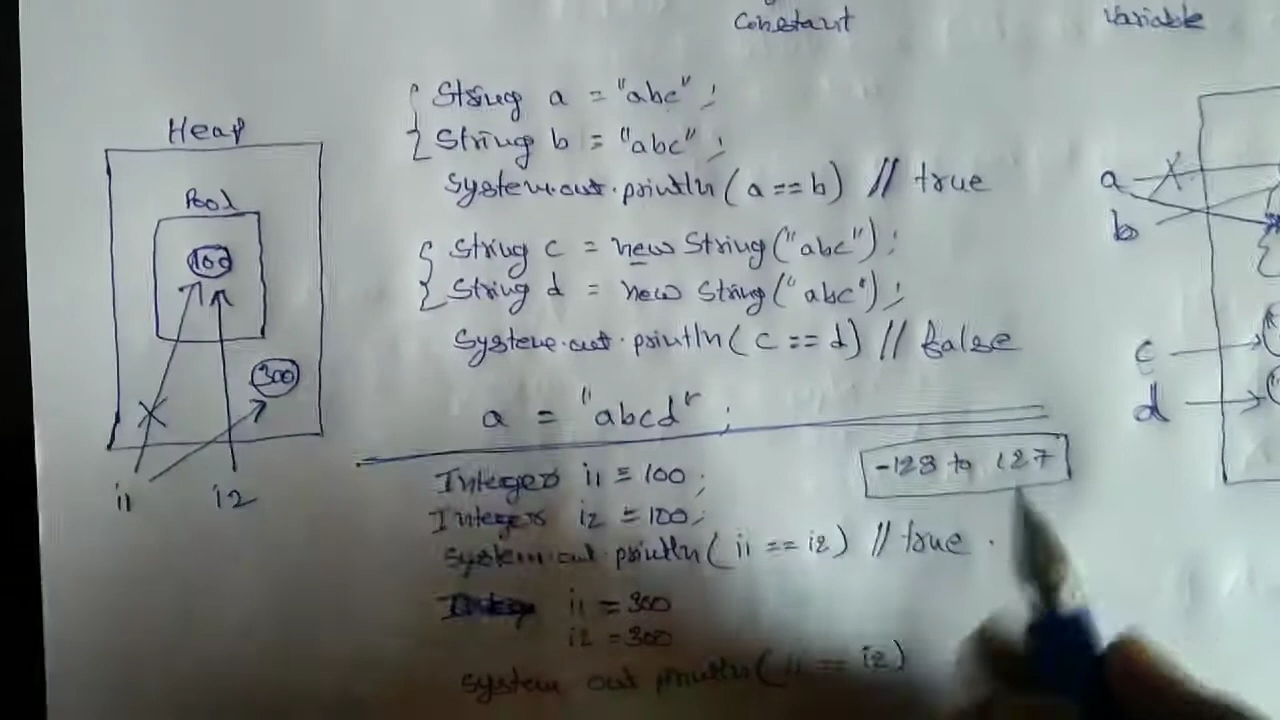 Constant
Variable
Heap
Pool
100
300
i1 i2
String a = "abc";
String b = "abc";
System.out.println(a == b) // true
String c = new String("abc");
String d = new String("abc");
System.out.println(c == d) // false
a = "abcd";
Integer i1 = 100;
-128 to 127
Integer i2 = 100;
System.out.println(i1 == i2) // true.
i1 = 300
i2 = 300
System out println(i1 == i2)
a
b
c
d